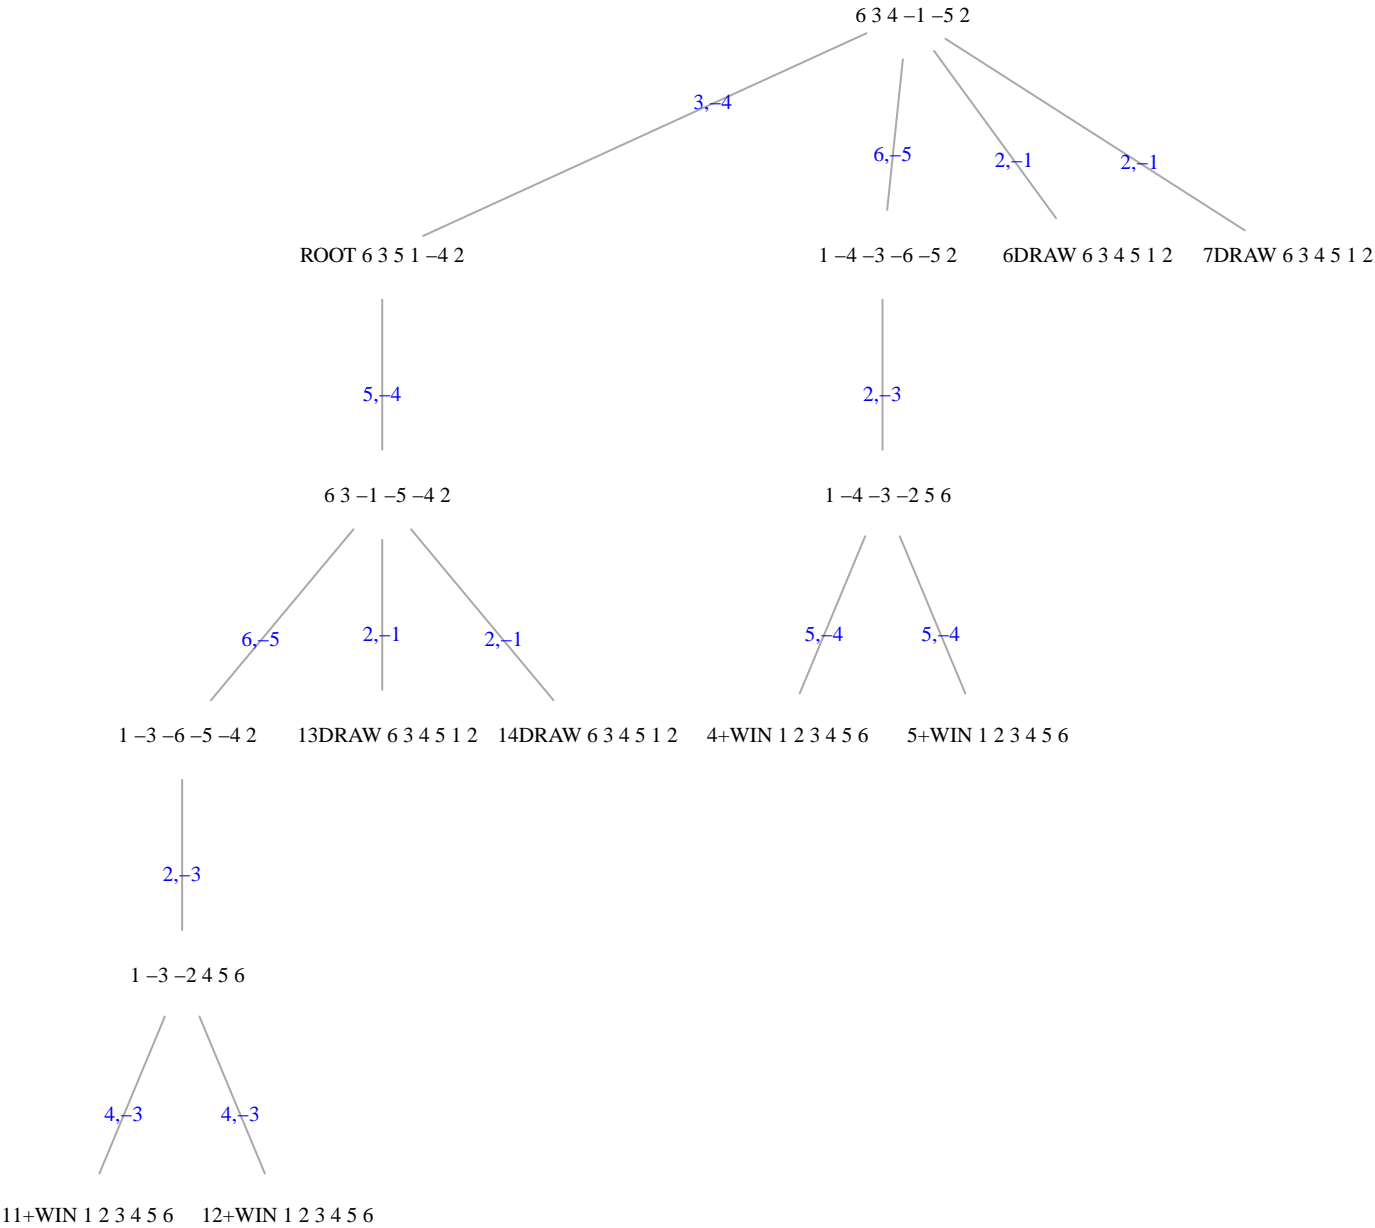 6 3 4 –1 –5 2
3,–4
6,–5
2,–1
2,–1
ROOT 6 3 5 1 –4 2
1 –4 –3 –6 –5 2
6DRAW 6 3 4 5 1 2
7DRAW 6 3 4 5 1 2
5,–4
2,–3
6 3 –1 –5 –4 2
1 –4 –3 –2 5 6
6,–5
2,–1
2,–1
5,–4
5,–4
1 –3 –6 –5 –4 2
13DRAW 6 3 4 5 1 2
14DRAW 6 3 4 5 1 2
4+WIN 1 2 3 4 5 6
5+WIN 1 2 3 4 5 6
2,–3
1 –3 –2 4 5 6
4,–3
4,–3
11+WIN 1 2 3 4 5 6
12+WIN 1 2 3 4 5 6